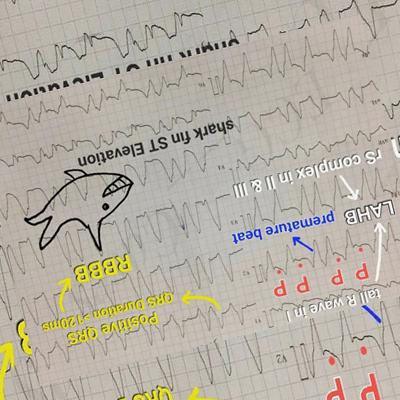 P P
V2
tall R wave in I
Positive QRS
QRS Duration >120ms
P P P P
RBBB
LAHB
premature beat
rS complex in II & III
shark fin ST Elevation
shark fin ST Elevation